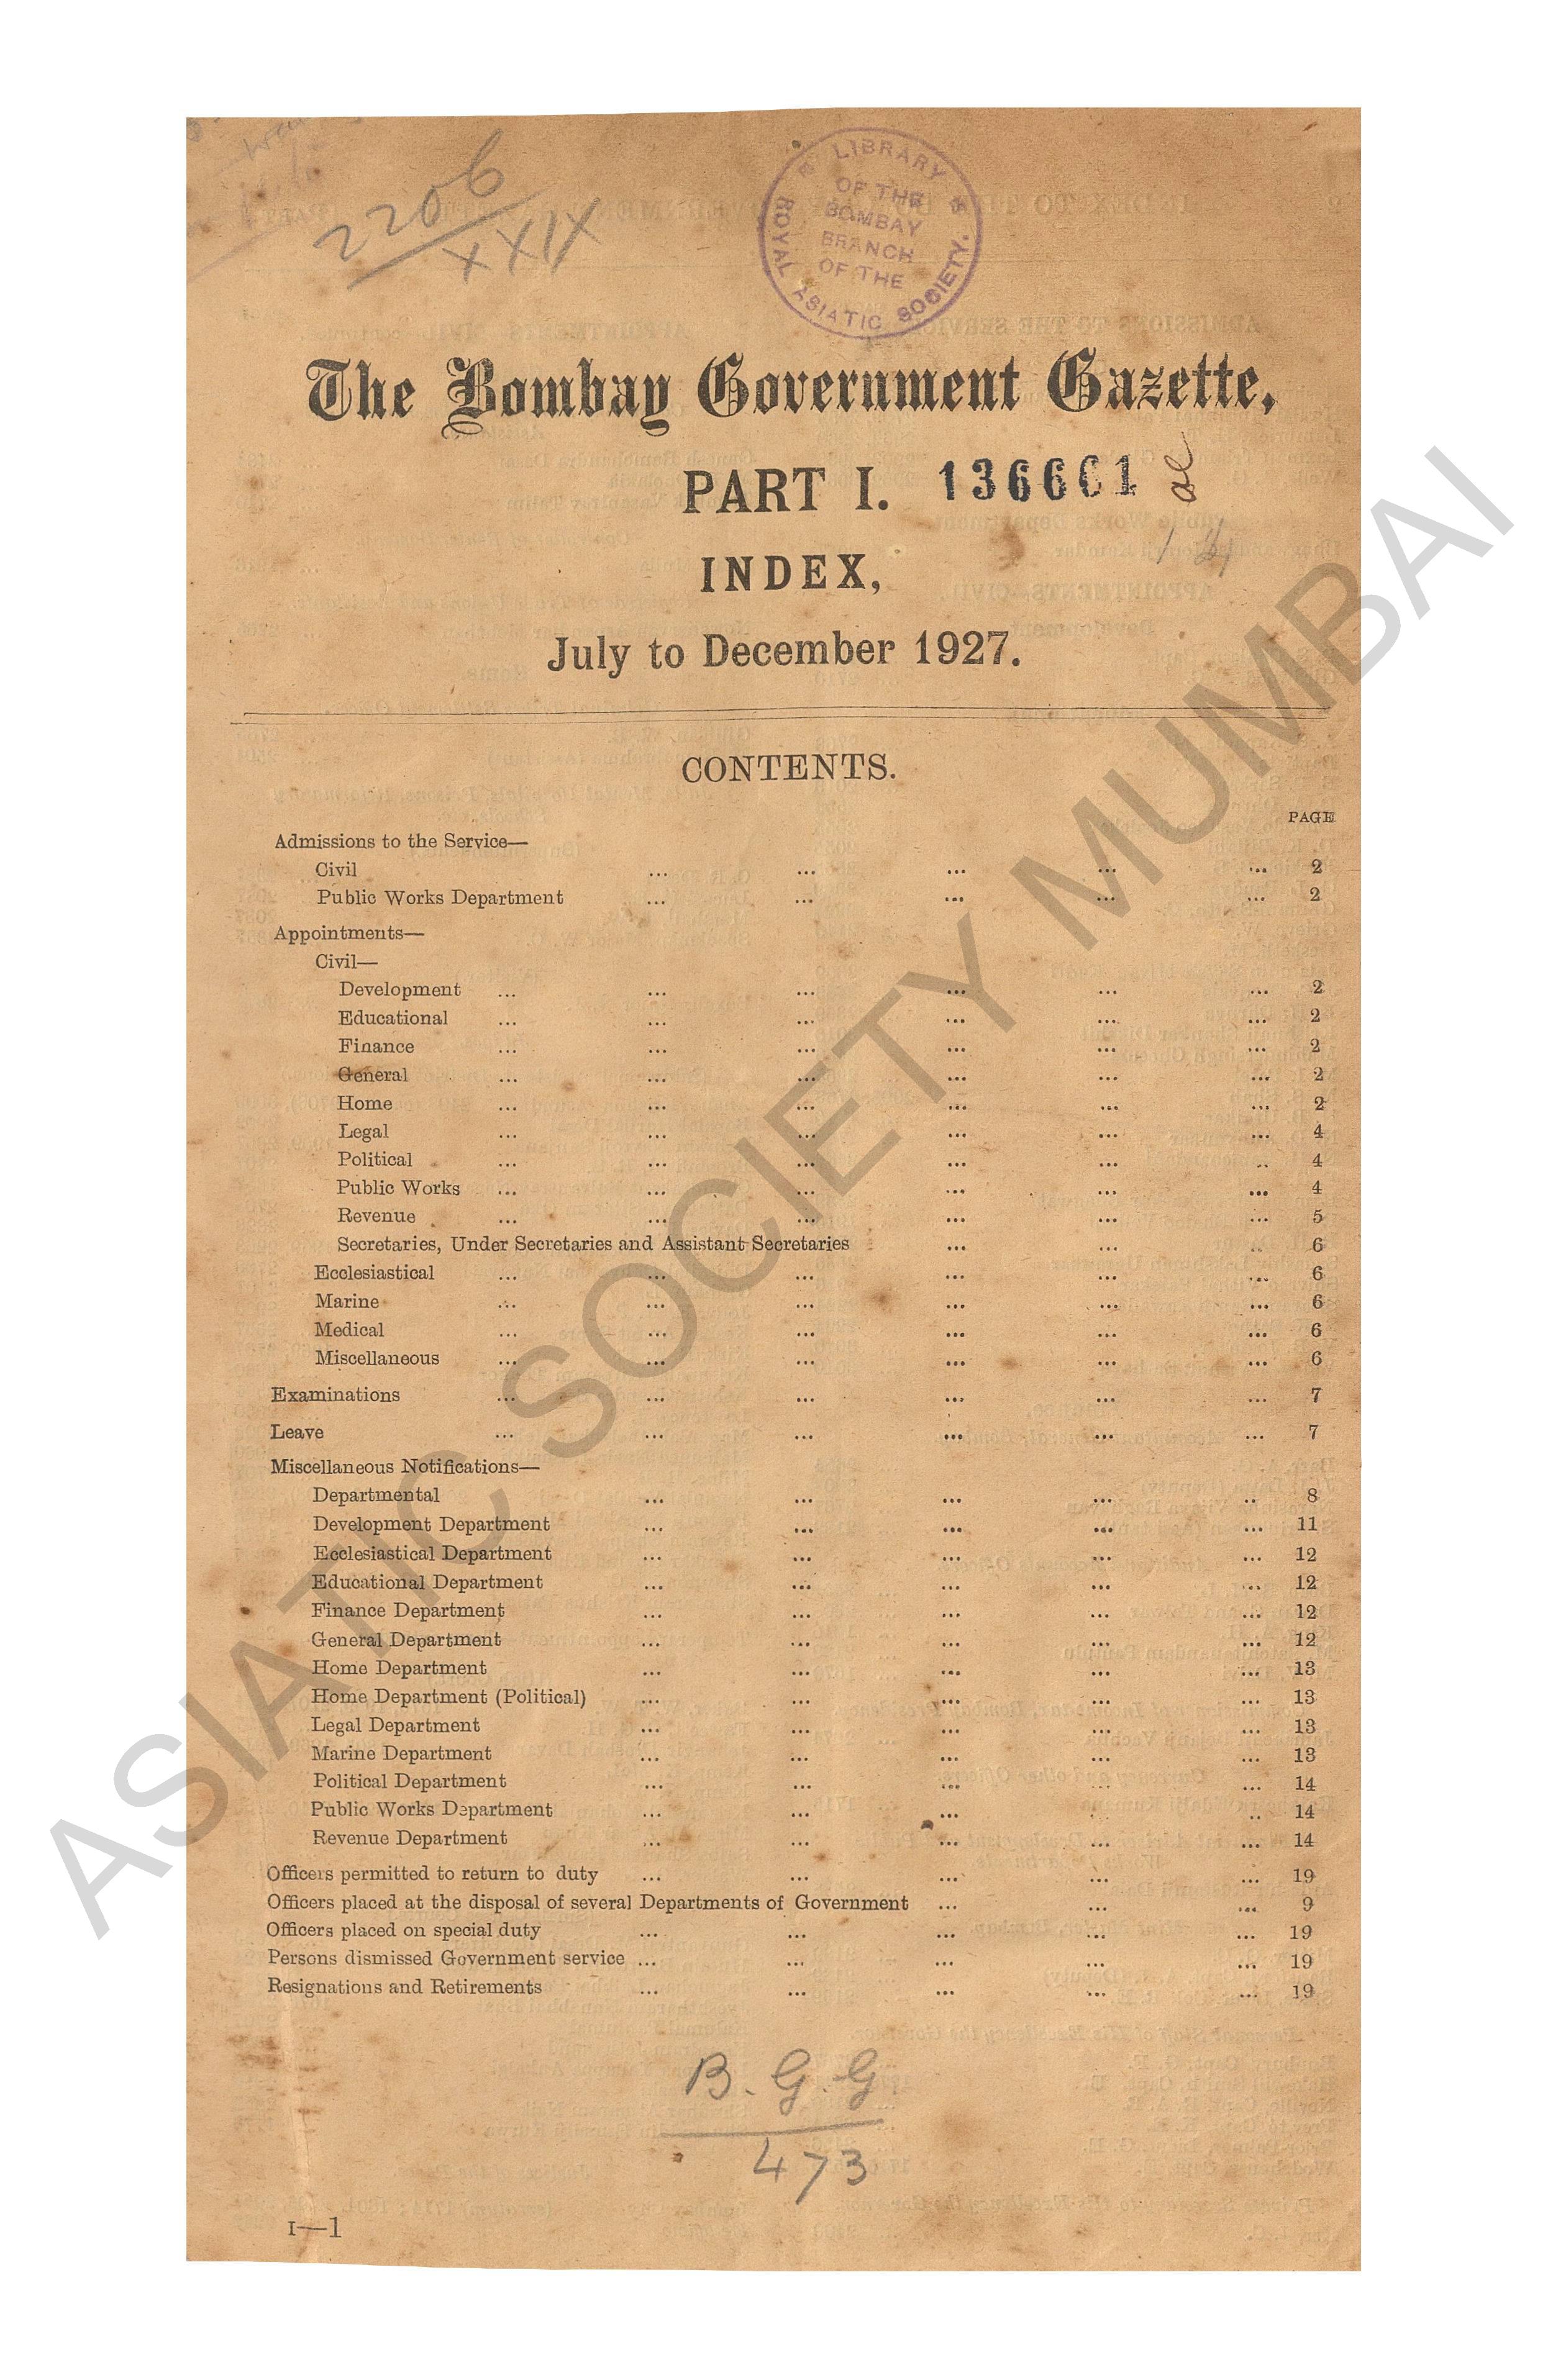 2206
XXIX
LIBRARY
OF THE
BOMBAY
BRANCH
OF THE
ROYAL ASIATIC SOCIETY.
The Bombay Government Gazette,
PART I. 136661
INDEX,
July to December 1927.
CONTENTS.
PAGE
Admissions to the Service—
Civil ... ... ... ... ... 2
Public Works Department ... ... ... ... ... 2
Appointments—
Civil—
Development ... ... ... ... ... ... 2
Educational ... ... ... ... ... ... 2
Finance ... ... ... ... ... ... 2
General ... ... ... ... ... ... 2
Home ... ... ... ... ... ... 2
Legal ... ... ... ... ... ... 4
Political ... ... ... ... ... .. 4
Public Works ... ... ... ... ... ... 4
Revenue ... ... ... ... ... ... 5
Secretaries, Under Secretaries and Assistant Secretaries ... ... .. 6
Ecclesiastical ... ... ... ... ... ... 6
Marine ... ... ... ... ... ... 6
Medical ... ... ... ... ... ... 6
Miscellaneous ... ... ... ... ... ... 6
Examinations ... ... ... ... ... ... 7
Leave ... ... ... ... ... ... 7
Miscellaneous Notifications—
Departmental ... ... ... ... .. 8
Development Department ... ... ... ... ... 11
Ecclesiastical Department ... ... ... ... ... 12
Educational Department ... ... ... ... ... 12
Finance Department ... ... ... ... ... 12
General Department ... ... ... ... ... 12
Home Department ... ... ... ... ... 13
Home Department (Political) ... ... ... ... ... 13
Legal Department ... ... ... ... ... 13
Marine Department ... ... ... ... ... 13
Political Department ... ... ... ... ... 14
Public Works Department ... ... ... ... .. 14
Revenue Department ... ... ... ... ... 14
Officers permitted to return to duty ... ... ... ... ... 19
Officers placed at the disposal of several Departments of Government ... ... ... 9
Officers placed on special duty ... ... ... ... ... 19
Persons dismissed Government service ... ... ... ... ... 19
Resignations and Retirements ... ... ... ... ... 19
B. G. G
473
I—1
ASIATIC SOCIETY MUMBAI